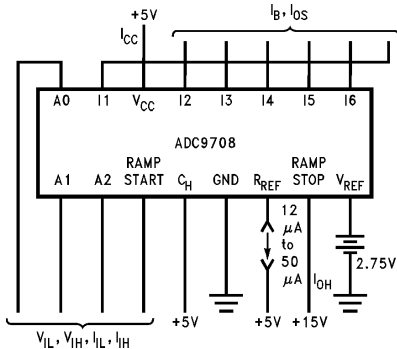 +5V
I_CC
I_B, I_OS
A0 I1 V_CC I2 I3 I4 I5 I6
ADC9708
RAMP RAMP
A1 A2 START C_H GND R_REF STOP V_REF
12
μA
to
50
μA
I_OH
2.75V
+5V +5V +15V
V_IL, V_IH, I_IL, I_IH